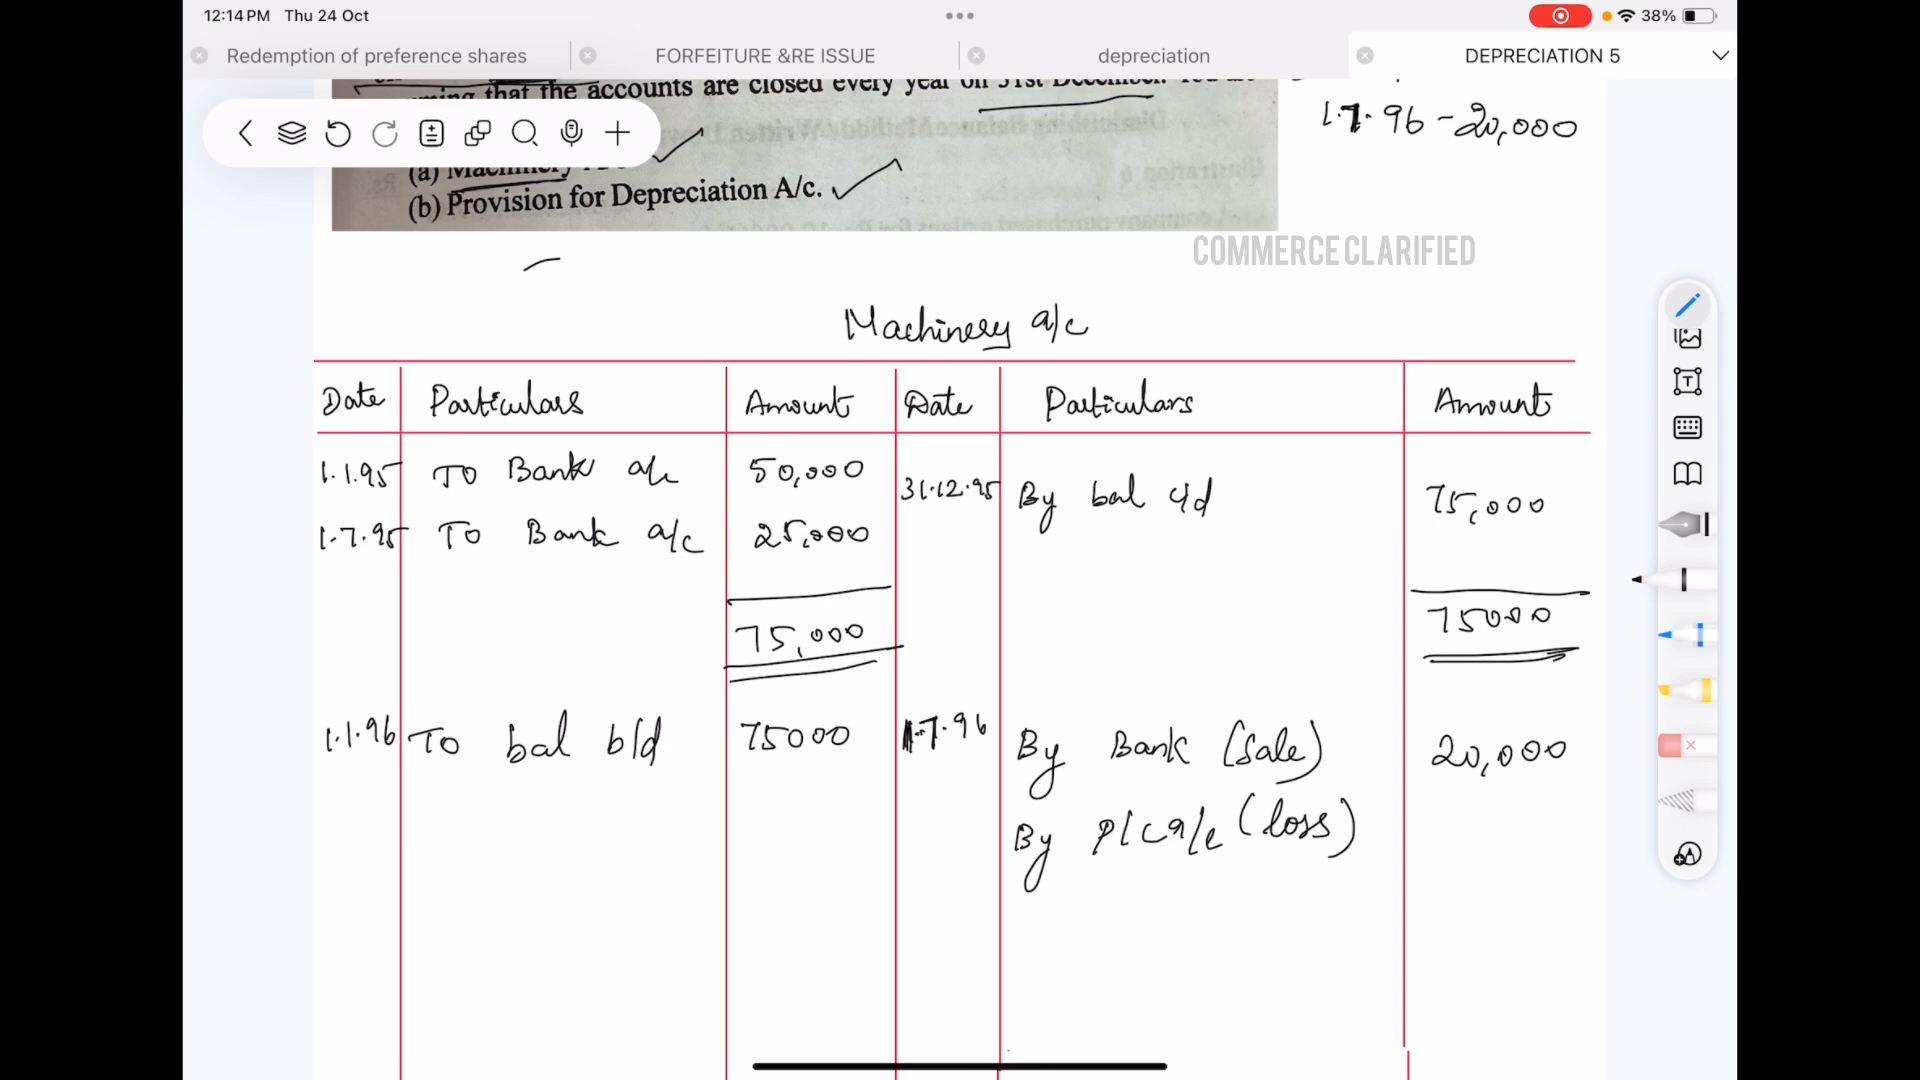 12:14 PM Thu 24 Oct
38%
Redemption of preference shares
FORFEITURE &RE ISSUE
depreciation
DEPRECIATION 5
that the accounts are closed every year on 31st December.
1.7.96 - 20,000
(a) Machinery
(b) Provision for Depreciation A/c.
COMMERCE CLARIFIED
Machinery a/c
Date Particulars Amount Date Particulars Amount
1.1.95 To Bank a/c 50,000 31.12.95 By bal c/d 75,000
1.7.95 To Bank a/c 25,000
75,000 75000
1.1.96 To bal b/d 75000 1.7.96 By Bank (Sale) 20,000
By P/L a/c (loss)